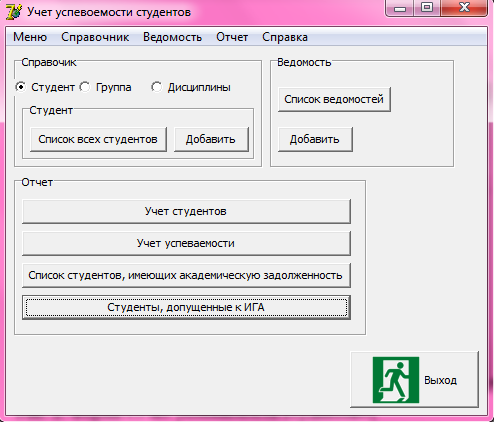 Учет успевоемости студентов
Меню Справочник Ведомость Отчет Справка
Справочик
Студент Группа Дисциплины
Студент
Список всех студентов Добавить
Ведомость
Список ведомостей
Добавить
Отчет
Учет студентов
Учет успеваемости
Список студентов, имеющих академическую задолженность
Студенты, допущенные к ИГА
Выход